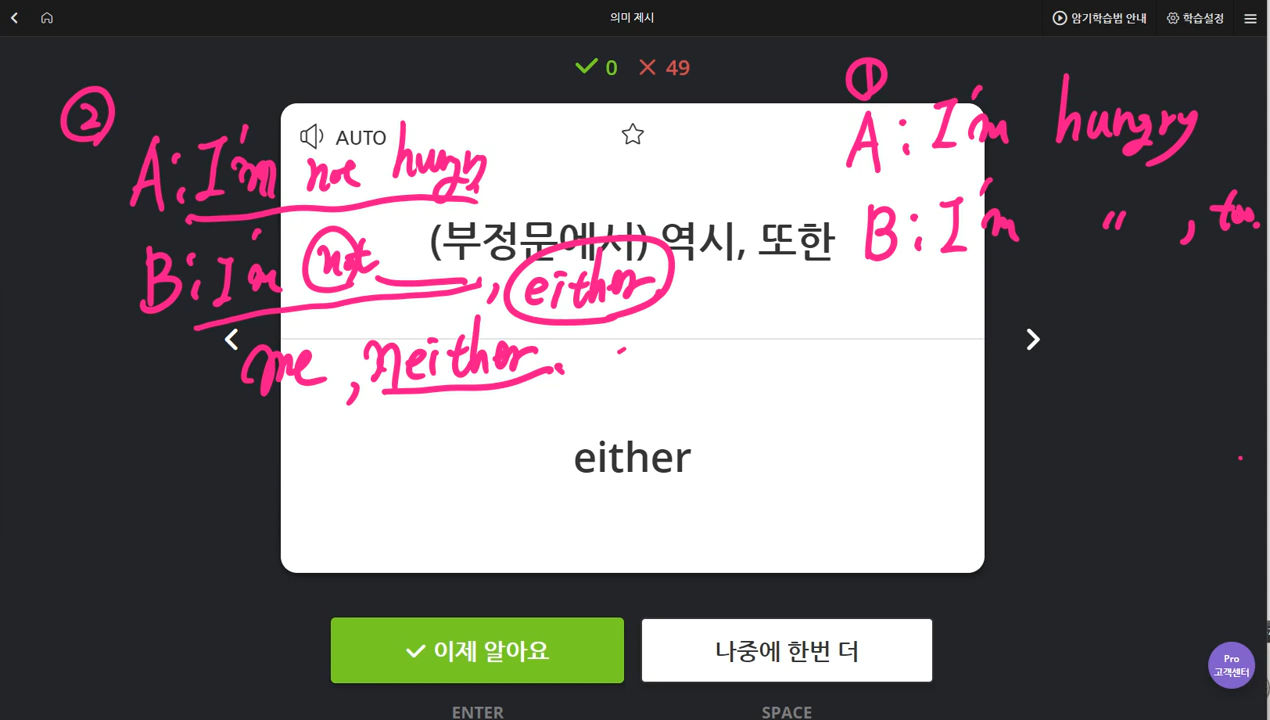 의미 제시
암기학습법 안내
학습설정
0
49
AUTO
①
A: I'm hungry
B: I'm 〃, too.
②
A: I'm not hungry
B: I'm not ____, either
me, neither.
(부정문에서) 역시, 또한
either
이제 알아요
나중에 한번 더
ENTER
SPACE
Pro
고객센터